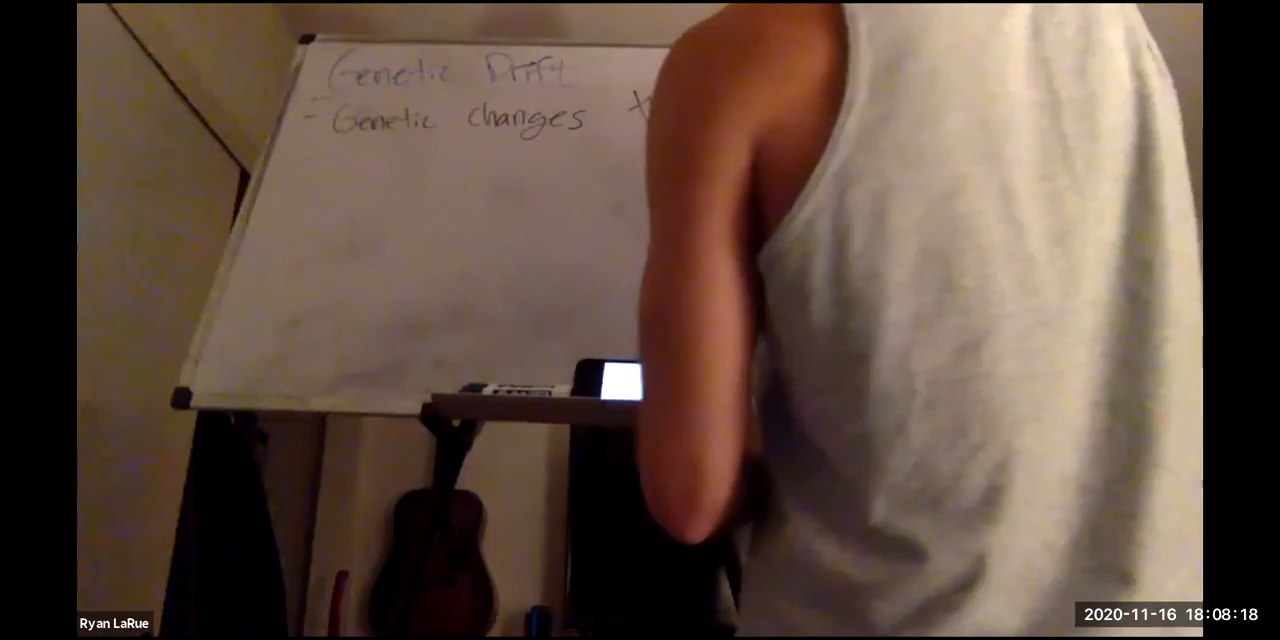 Genetic Drift
- Genetic changes
Ryan LaRue
2020-11-16 18:08:18